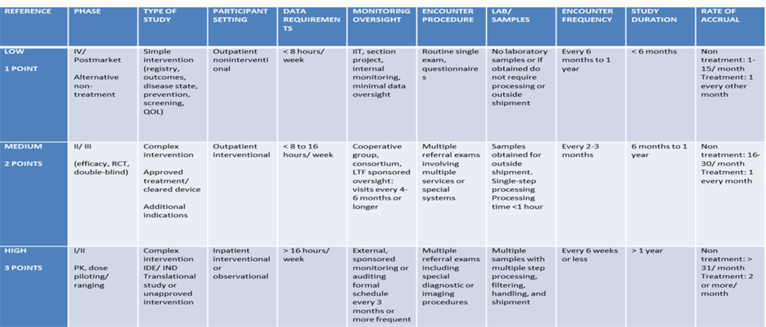 REFERENCE
PHASE
TYPE OF
STUDY
PARTICIPANT
SETTING
DATA
REQUIREMEN
TS
MONITORING
OVERSIGHT
ENCOUNTER
PROCEDURE
LAB/
SAMPLES
ENCOUNTER
FREQUENCY
STUDY
DURATION
RATE OF
ACCRUAL
LOW
1 POINT
IV/
Postmarket
Alternative
non-
treatment
Simple
intervention
(registry,
outcomes,
disease state,
prevention,
screening,
QOL)
Outpatient
noninterventi
onal
< 8 hours/
week
IIT, section
project,
internal
monitoring,
minimal data
oversight
Routine single
exam,
questionnaire
s
No laboratory
samples or if
obtained do
not require
processing or
outside
shipment
Every 6
months to 1
year
< 6 months
Non
treatment: 1-
15/ month
Treatment: 1
every other
month
MEDIUM
2 POINTS
II/ III
(efficacy, RCT,
double-blind)
Complex
intervention
Approved
treatment/
cleared device
Additional
indications
Outpatient
interventional
< 8 to 16
hours/ week
Cooperative
group,
consortium,
LTF sponsored
oversight:
visits every 4-
6 months or
longer
Multiple
referral exams
involving
multiple
services or
special
systems
Samples
obtained for
outside
shipment.
Single-step
processing
Processing
time <1 hour
Every 2-3
months
6 months to 1
year
Non
treatment: 16-
30/ month
Treatment: 1
every month
HIGH
3 POINTS
I/II
PK, dose
piloting/
ranging
Complex
intervention
IDE/ IND
Translational
study or
unapproved
intervention
Inpatient
interventional
or
observational
> 16 hours/
week
External,
sponsored
monitoring or
auditing
formal
schedule
every 3
months or
more frequent
Multiple
referral exams
including
special
diagnostic or
imaging
procedures
Multiple
samples with
multiple step
processing,
filtering,
handling, and
shipment
Every 6 weeks
or less
> 1 year
Non
treatment: >
31/ month
Treatment: 2
or more/
month